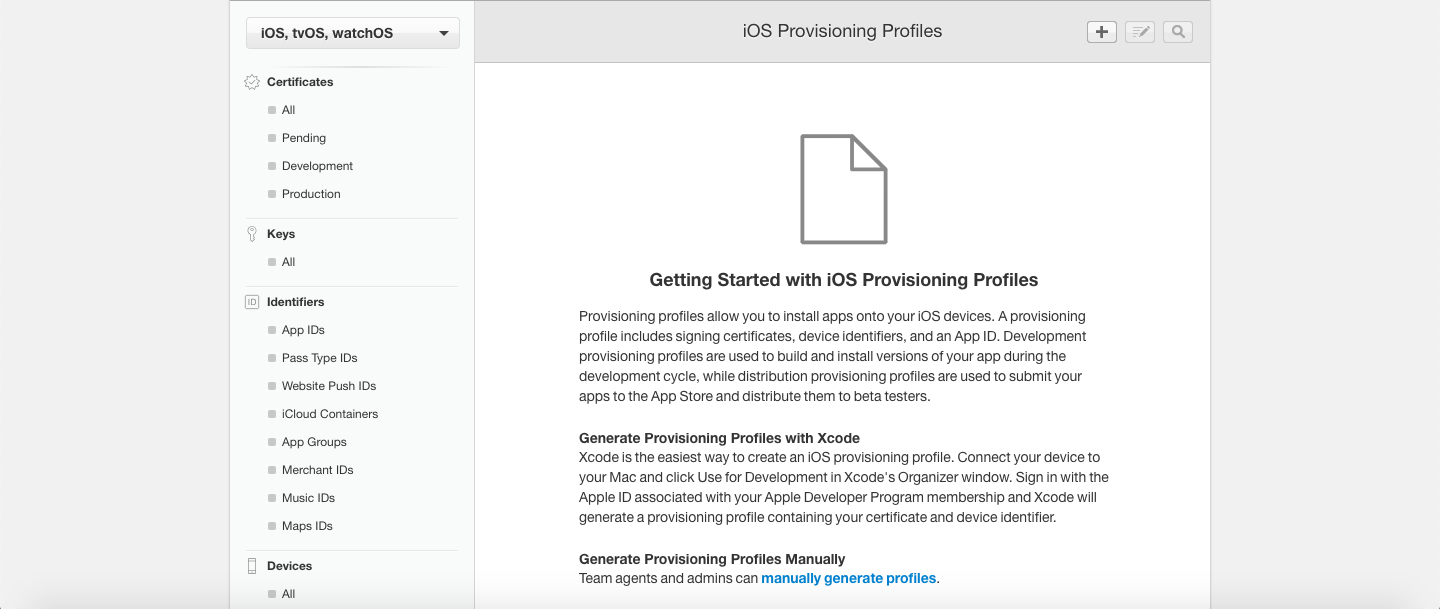 iOS, tvOS, watchOS
Certificates
All
Pending
Development
Production
Keys
All
ID Identifiers
App IDs
Pass Type IDs
Website Push IDs
iCloud Containers
App Groups
Merchant IDs
Music IDs
Maps IDs
Devices
All
iOS Provisioning Profiles
Getting Started with iOS Provisioning Profiles
Provisioning profiles allow you to install apps onto your iOS devices. A provisioning
profile includes signing certificates, device identifiers, and an App ID. Development
provisioning profiles are used to build and install versions of your app during the
development cycle, while distribution provisioning profiles are used to submit your
apps to the App Store and distribute them to beta testers.
Generate Provisioning Profiles with Xcode
Xcode is the easiest way to create an iOS provisioning profile. Connect your device to
your Mac and click Use for Development in Xcode's Organizer window. Sign in with the
Apple ID associated with your Apple Developer Program membership and Xcode will
generate a provisioning profile containing your certificate and device identifier.
Generate Provisioning Profiles Manually
Team agents and admins can manually generate profiles.